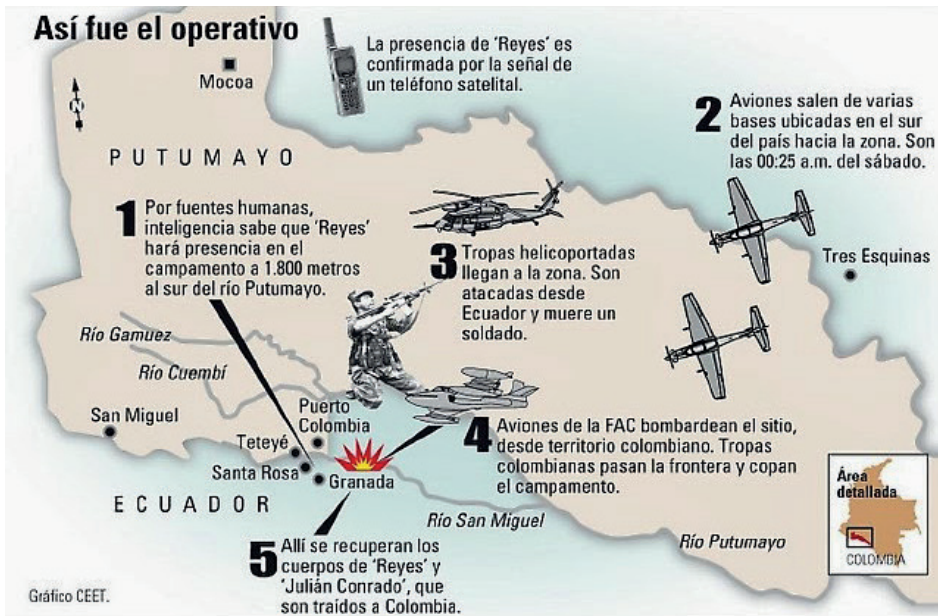 Así fue el operativo
La presencia de 'Reyes' es
confirmada por la señal de
un teléfono satelital.
Mocoa
N
PUTUMAYO
1
Por fuentes humanas,
inteligencia sabe que 'Reyes'
hará presencia en el
campamento a 1.800 metros
al sur del río Putumayo.
2
Aviones salen de varias
bases ubicadas en el sur
del país hacia la zona. Son
las 00:25 a.m. del sábado.
Tres Esquinas
3
Tropas helicoportadas
llegan a la zona. Son
atacadas desde
Ecuador y muere un
soldado.
Río Gamuez
Río Cuembí
San Miguel
Puerto
Colombia
Teteyé
Santa Rosa
Granada
ECUADOR
4
Aviones de la FAC bombardean el sitio,
desde territorio colombiano. Tropas
colombianas pasan la frontera y copan
el campamento.
Río San Miguel
Río Putumayo
5
Allí se recuperan los
cuerpos de 'Reyes' y
'Julián Conrado', que
son traídos a Colombia.
Área
detallada
COLOMBIA
Gráfico CEET.